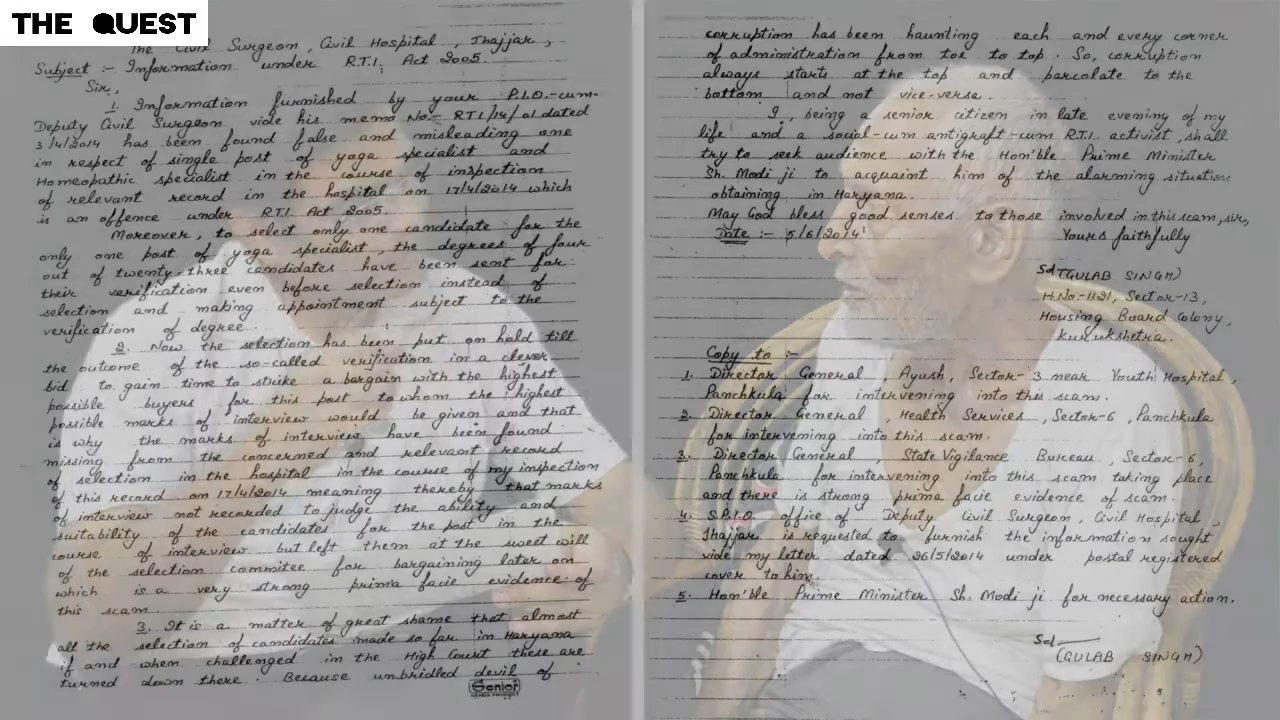 THE QUEST
The Civil Surgeon, Civil Hospital, Jhajjar,
Subject :- Information under R.T.I. Act 2005.
Sir,
1. Information furnished by your P.I.O.-cum-
Deputy Civil Surgeon vide his memo No.- RTI/14/01 dated
3/4/2014 has been found false and misleading one
in respect of single post of yoga specialist and
Homeopathic specialist in the course of inspection
of relevant record in the hospital on 17/4/2014 which
is an offence under R.T.I. Act 2005.
Moreover, to select only one candidate for the
only one post of yoga specialist, the degrees of four
out of twenty-three candidates have been sent for
their verification even before selection instead of
selection and making appointment subject to the
verification of degree.
2. Now the selection has been put on hold till
the outcome of the so-called verification in a clever
bid to gain time to strike a bargain with the highest
possible buyers for this post to whom the highest
possible marks of interview would be given and that
is why the marks of interview have been found
missing from the concerned and relevant record
of selection in the hospital in the course of my inspection
of this record on 17/4/2014 meaning thereby that marks
of interview not recorded to judge the ability and
suitability of the candidates for the post in the
course of interview but left them at the sweet will
of the selection commitee for bargaining later on
which is a very strong prima facie evidence of
this scam.
3. It is a matter of great shame that almost
all the selection of candidates made so far in Haryana
if and when challenged in the High Court these are
turned down there. Because unbridled devil of
Senior
corruption has been haunting each and every corner
of administration from toe to top. So, corruption
always starts at the top and parcolate to the
bottom and not vice-versa.
I, being a senior citizen in late evening of my
life and a social-cum antigraft-cum R.T.I. activist, shall
try to seek audience with the Hon'ble Prime Minister
Sh. Modi ji to acquaint him of the alarming situation
obtaining in Haryana.
May God bless good senses to those involved in this scam, sir,
Date :- 5/6/2014
Yours faithfully
Sd (GULAB SINGH)
H.No.-1121, Sector-13,
Housing Board Colony,
Kurukshetra.
Copy to :-
1. Director General, Ayush, Sector-3 near Youth Hospital,
Panchkula for intervening into this scam.
2. Director General, Health Services, Sector-6, Panchkula
for intervening into this scam.
3. Director General, State Vigilance Bureau, Sector-6,
Panchkula for intervening into this scam taking place
and there is strong prima facie evidence of scam.
4. S.P.I.O. office of Deputy Civil Surgeon, Civil Hospital,
Jhajjar is requested to furnish the information sought
vide my letter dated 26/5/2014 under postal registered
cover to him.
5. Hon'ble Prime Minister Sh. Modi ji for necessary action.
Sd
(GULAB SINGH)